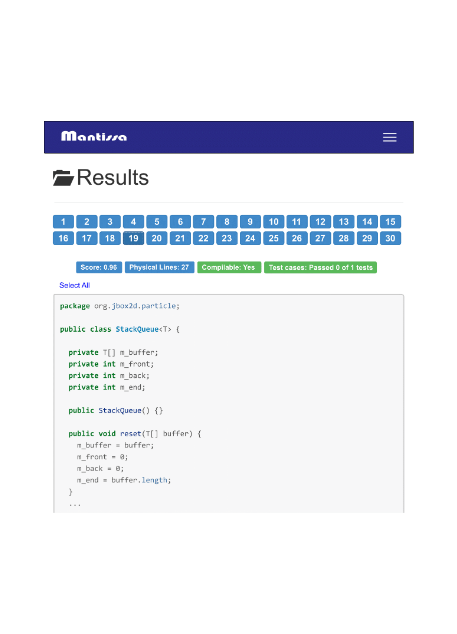 Mantissa
Results
1 2 3 4 5 6 7 8 9 10 11 12 13 14 15
16 17 18 19 20 21 22 23 24 25 26 27 28 29 30
Score: 0.96 Physical Lines: 27 Compilable: Yes Test cases: Passed 0 of 1 tests
Select All
package org.jbox2d.particle;
public class StackQueue<T> {
private T[] m_buffer;
private int m_front;
private int m_back;
private int m_end;
public StackQueue() {}
public void reset(T[] buffer) {
m_buffer = buffer;
m_front = 0;
m_back = 0;
m_end = buffer.length;
}
...